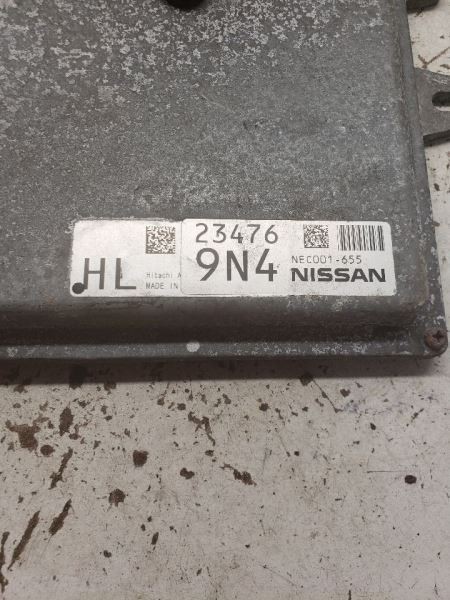 HL
Hitachi A
MADE IN
23476
9N4
NEC001-655
NISSAN